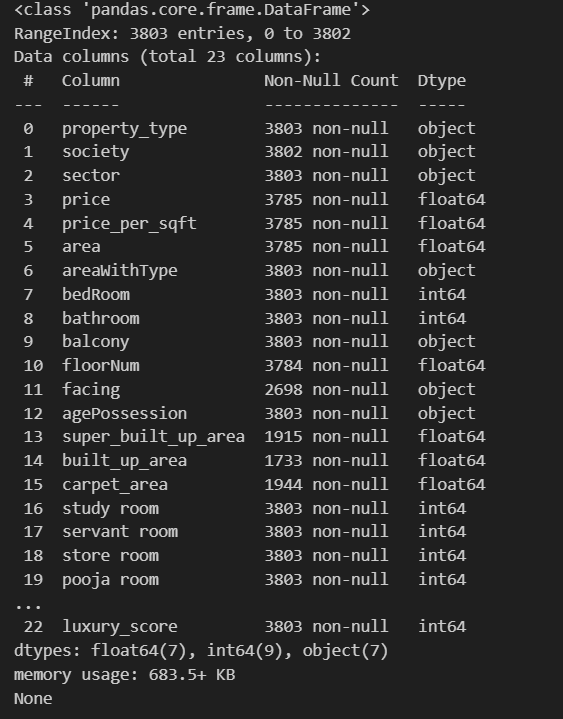 <class 'pandas.core.frame.DataFrame'>
RangeIndex: 3803 entries, 0 to 3802
Data columns (total 23 columns):
 #   Column               Non-Null Count  Dtype
---  ------               --------------  -----
 0   property_type        3803 non-null   object
 1   society              3802 non-null   object
 2   sector               3803 non-null   object
 3   price                3785 non-null   float64
 4   price_per_sqft       3785 non-null   float64
 5   area                 3785 non-null   float64
 6   areaWithType         3803 non-null   object
 7   bedRoom              3803 non-null   int64
 8   bathroom             3803 non-null   int64
 9   balcony              3803 non-null   object
 10  floorNum             3784 non-null   float64
 11  facing               2698 non-null   object
 12  agePossession        3803 non-null   object
 13  super_built_up_area  1915 non-null   float64
 14  built_up_area        1733 non-null   float64
 15  carpet_area          1944 non-null   float64
 16  study room           3803 non-null   int64
 17  servant room         3803 non-null   int64
 18  store room           3803 non-null   int64
 19  pooja room           3803 non-null   int64
...
 22  luxury_score         3803 non-null   int64
dtypes: float64(7), int64(9), object(7)
memory usage: 683.5+ KB
None